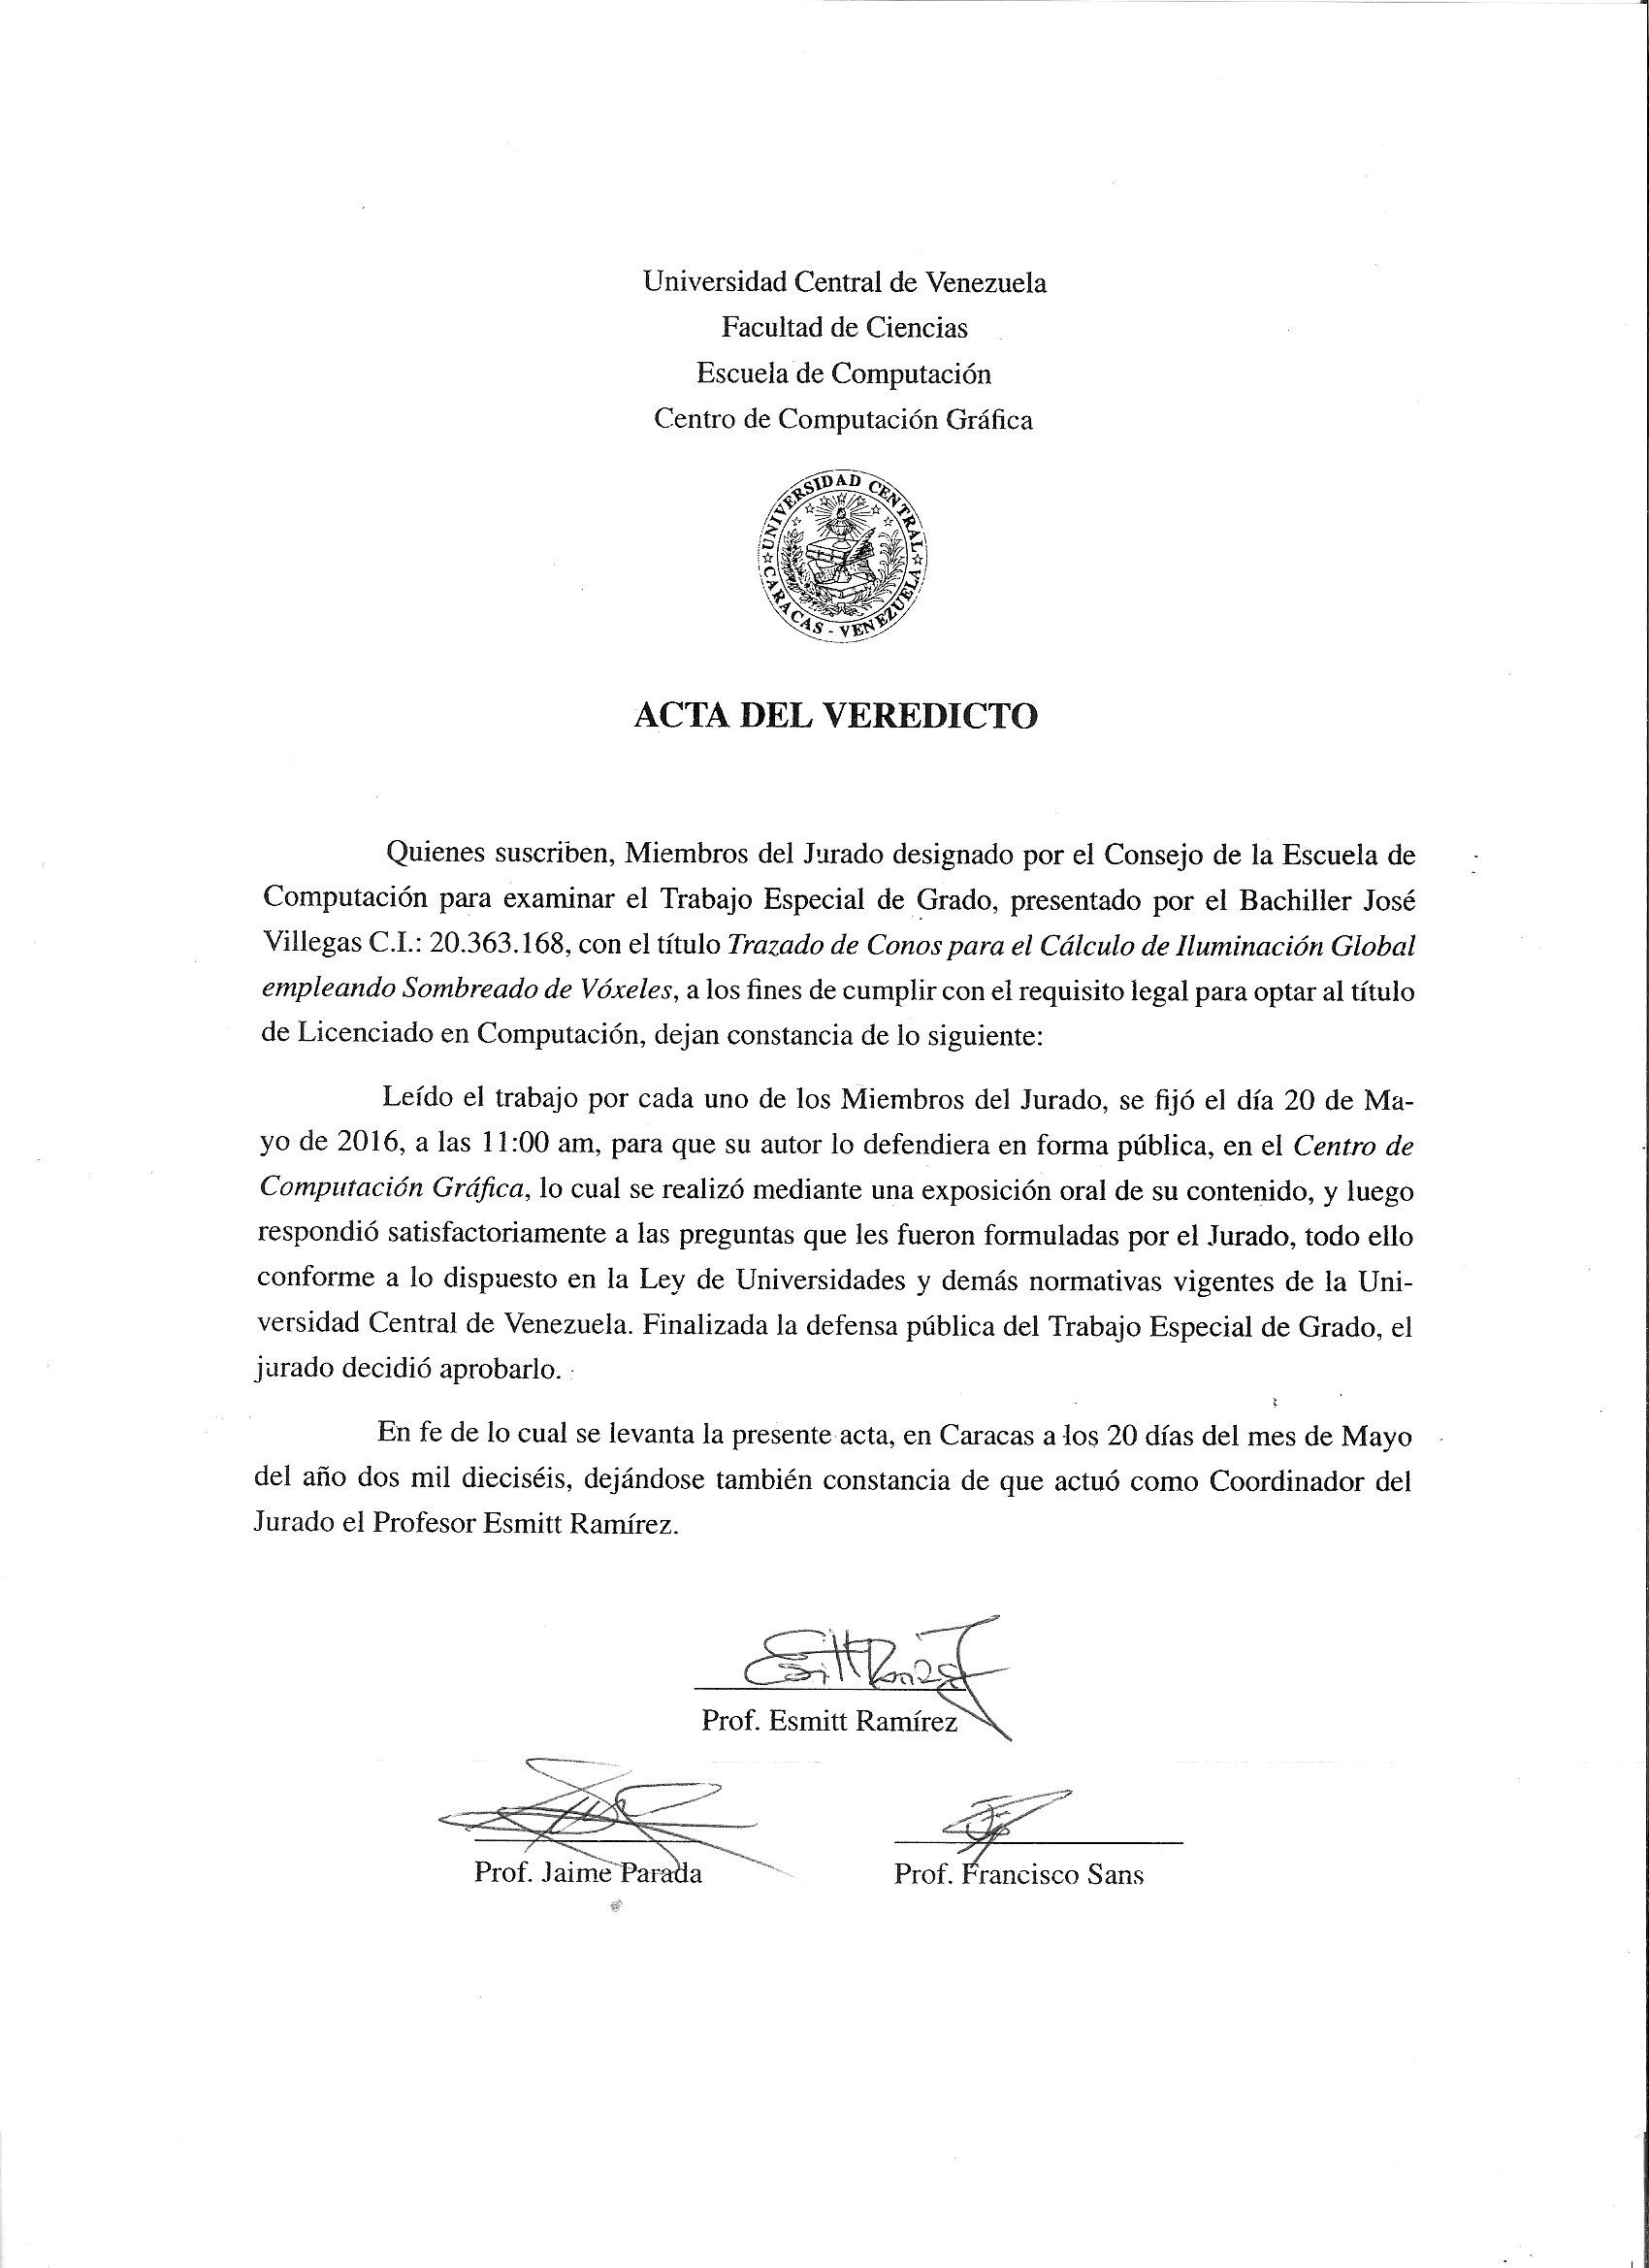 Universidad Central de Venezuela
Facultad de Ciencias
Escuela de Computación
Centro de Computación Gráfica
UNIVERSIDAD CENTRAL
CARACAS - VENEZUELA
ACTA DEL VEREDICTO
Quienes suscriben, Miembros del Jurado designado por el Consejo de la Escuela de
Computación para examinar el Trabajo Especial de Grado, presentado por el Bachiller José
Villegas C.I.: 20.363.168, con el título Trazado de Conos para el Cálculo de Iluminación Global
empleando Sombreado de Vóxeles, a los fines de cumplir con el requisito legal para optar al título
de Licenciado en Computación, dejan constancia de lo siguiente:
Leído el trabajo por cada uno de los Miembros del Jurado, se fijó el día 20 de Ma-
yo de 2016, a las 11:00 am, para que su autor lo defendiera en forma pública, en el Centro de
Computación Gráfica, lo cual se realizó mediante una exposición oral de su contenido, y luego
respondió satisfactoriamente a las preguntas que les fueron formuladas por el Jurado, todo ello
conforme a lo dispuesto en la Ley de Universidades y demás normativas vigentes de la Uni-
versidad Central de Venezuela. Finalizada la defensa pública del Trabajo Especial de Grado, el
jurado decidió aprobarlo.
En fe de lo cual se levanta la presente acta, en Caracas a los 20 días del mes de Mayo
del año dos mil dieciséis, dejándose también constancia de que actuó como Coordinador del
Jurado el Profesor Esmitt Ramírez.
Prof. Esmitt Ramírez
Prof. Jaime Parada
Prof. Francisco Sans